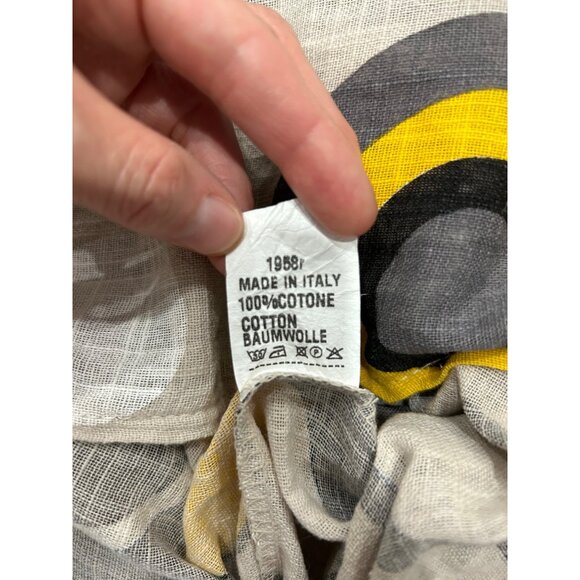 1958/
MADE IN ITALY
100%COTONE
COTTON
BAUMWOLLE